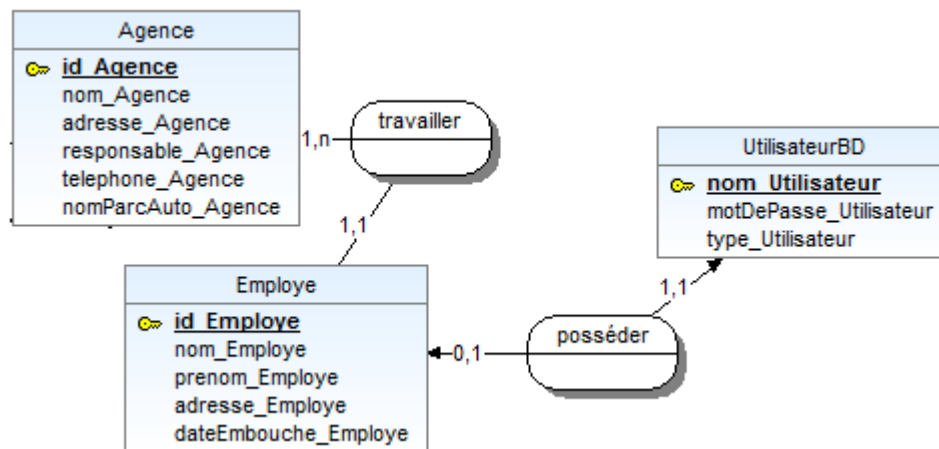 Agence
id_Agence
nom_Agence
adresse_Agence
responsable_Agence
telephone_Agence
nomParcAuto_Agence
1,n
travailler
1,1
UtilisateurBD
nom_Utilisateur
motDePasse_Utilisateur
type_Utilisateur
1,1
Employe
id_Employe
nom_Employe
prenom_Employe
adresse_Employe
dateEmbouche_Employe
0,1
posséder